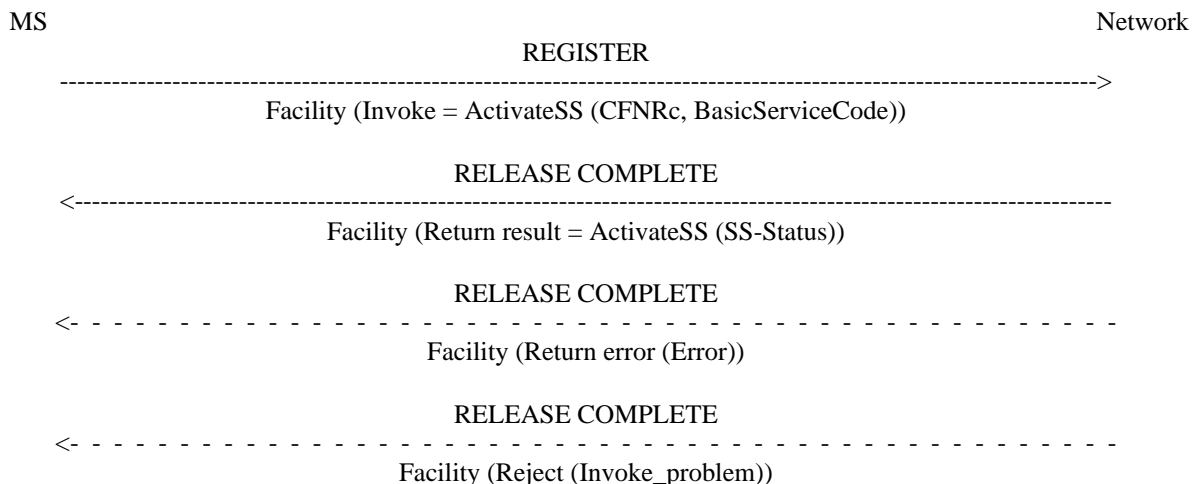 MS Network
REGISTER
------------------------------------------------------------------------------------------------------------------------>
Facility (Invoke = ActivateSS (CFNRc, BasicServiceCode))
RELEASE COMPLETE
<------------------------------------------------------------------------------------------------------------------------
Facility (Return result = ActivateSS (SS-Status))
RELEASE COMPLETE
<- - - - - - - - - - - - - - - - - - - - - - - - - - - - - - - - - - - - - - - - - - - -
Facility (Return error (Error))
RELEASE COMPLETE
<- - - - - - - - - - - - - - - - - - - - - - - - - - - - - - - - - - - - - - - - - - - -
Facility (Reject (Invoke_problem))